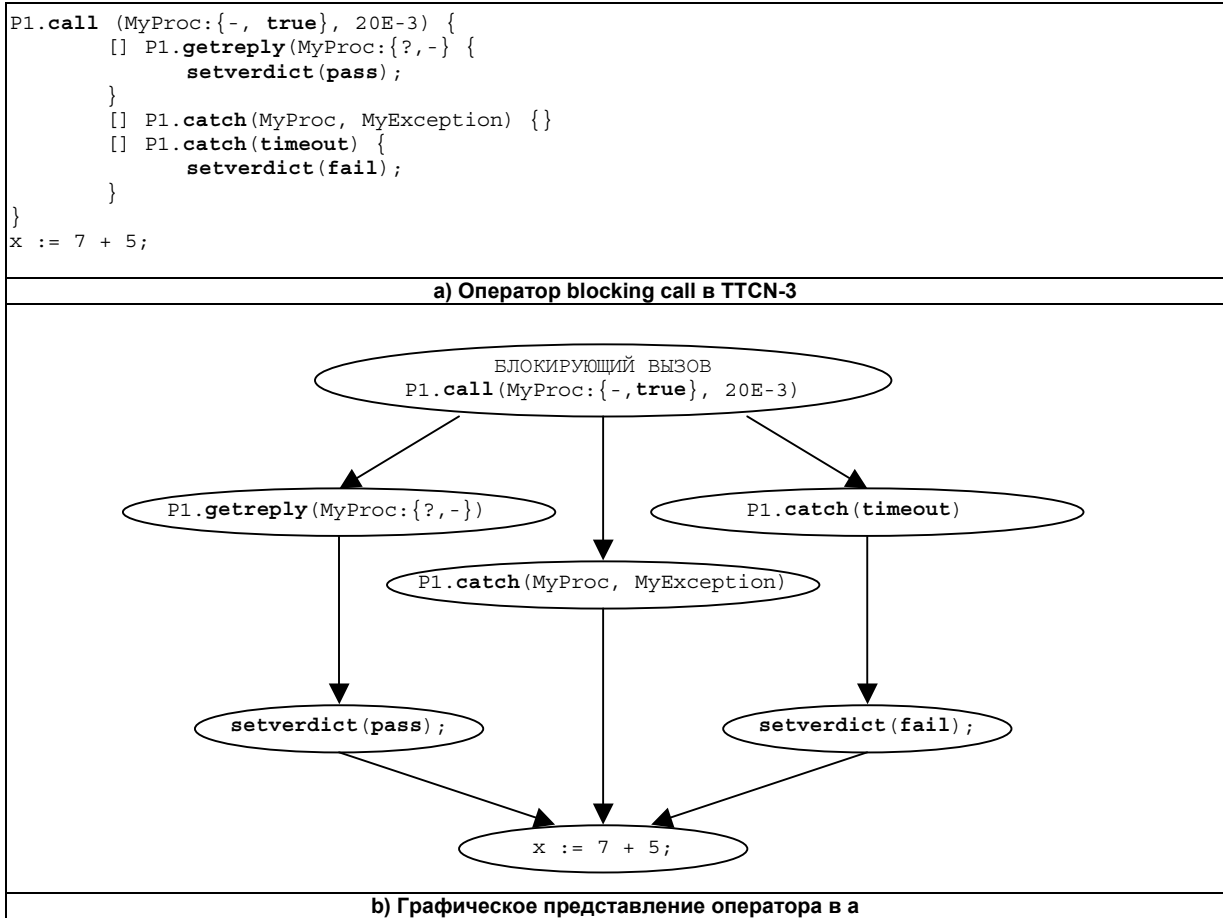 P1.call (MyProc:{-, true}, 20E-3) {
[] P1.getreply(MyProc:{?,-} {
setverdict(pass);
}
[] P1.catch(MyProc, MyException) {}
[] P1.catch(timeout) {
setverdict(fail);
}
}
x := 7 + 5;
a) Оператор blocking call в TTCN-3
БЛОКИРУЮЩИЙ ВЫЗОВ
P1.call(MyProc:{-,true}, 20E-3)
P1.getreply(MyProc:{?,-})
P1.catch(timeout)
P1.catch(MyProc, MyException)
setverdict(pass);
setverdict(fail);
x := 7 + 5;
b) Графическое представление оператора в а